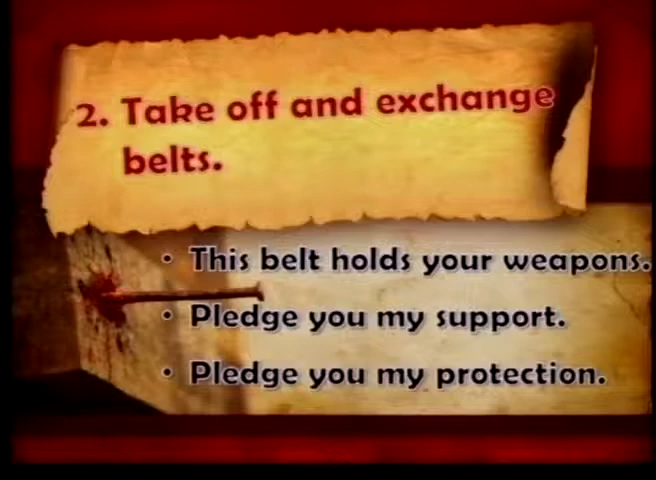 2. Take off and exchange
belts.
• This belt holds your weapons.
• Pledge you my support.
• Pledge you my protection.